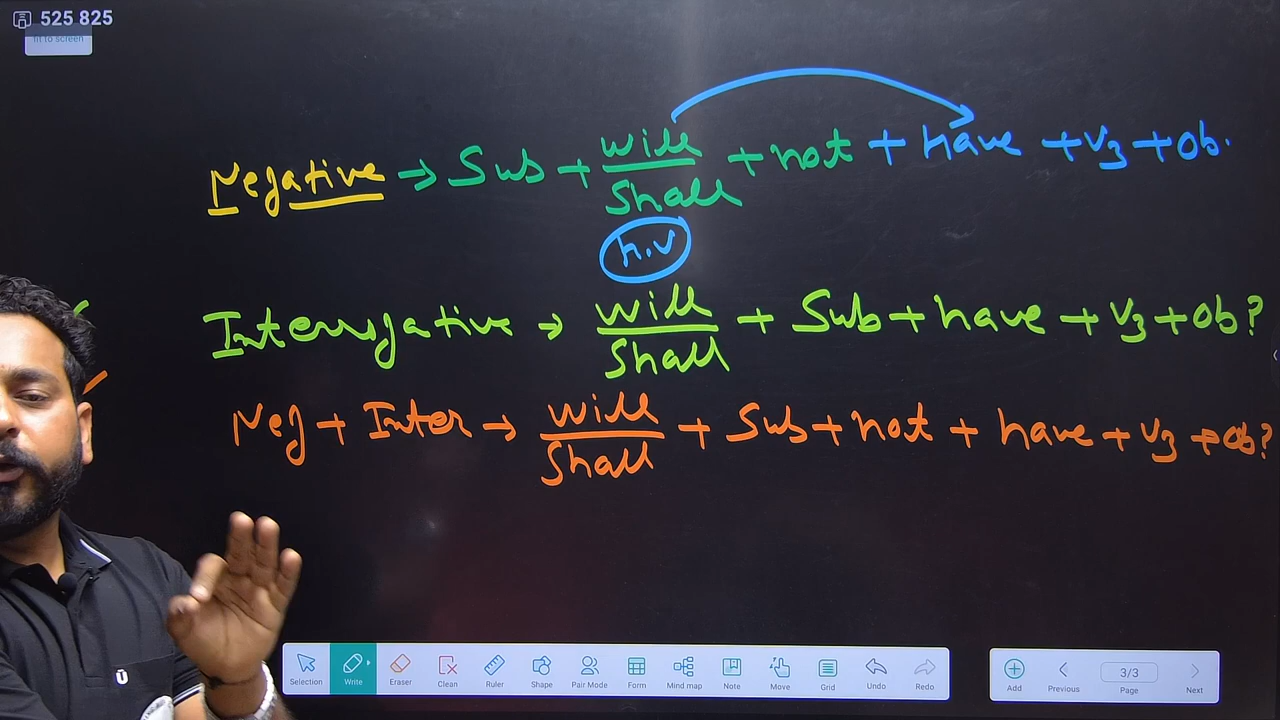 525 825
Negative → Sub + will/Shall + not + have + V3 + Ob.
h.v
Interrogative → will/Shall + Sub + have + V3 + Ob?
Neg + Inter → will/Shall + Sub + not + have + V3 + Ob?
Selection Write Eraser Clean Ruler Shape Pair Mode Form Mind map Note Move Grid Undo Redo
Add Previous 3/3 Page Next